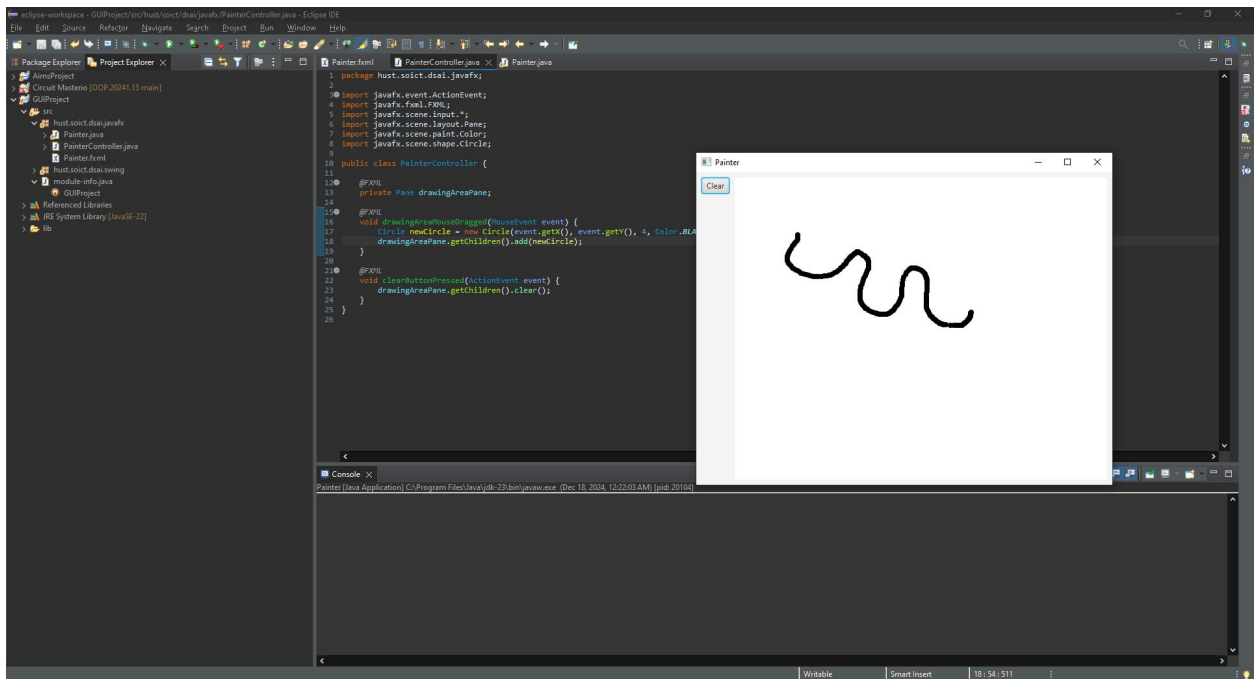 eclipse-workspace - GUIProject/src/hust/soict/dsai/javafx/PainterController.java - Eclipse IDE
File Edit Source Refactor Navigate Search Project Run Window Help
Package Explorer Project Explorer
AimsProject
Circuit Masterio [OOP.20241.15 main]
GUIProject
src
hust.soict.dsai.javafx
Painter.java
PainterController.java
Painter.fxml
hust.soict.dsai.swing
module-info.java
GUIProject
Referenced Libraries
JRE System Library [JavaSE-22]
lib
Painter.fxml PainterController.java Painter.java
1 package hust.soict.dsai.javafx;
2
3 import javafx.event.ActionEvent;
4 import javafx.fxml.FXML;
5 import javafx.scene.input.*;
6 import javafx.scene.layout.Pane;
7 import javafx.scene.paint.Color;
8 import javafx.scene.shape.Circle;
9
10 public class PainterController {
11
12 @FXML
13 private Pane drawingAreaPane;
14
15 @FXML
16 void drawingAreaMouseDragged(MouseEvent event) {
17 Circle newCircle = new Circle(event.getX(), event.getY(), 4, Color.BLA
18 drawingAreaPane.getChildren().add(newCircle);
19 }
20
21 @FXML
22 void clearButtonPressed(ActionEvent event) {
23 drawingAreaPane.getChildren().clear();
24 }
25 }
26
Painter
Clear
Console
Painter [Java Application] C:\Program Files\Java\jdk-23\bin\javaw.exe (Dec 18, 2024, 12:22:03 AM) [pid: 20104]
Writable Smart Insert 18 : 54 : 511